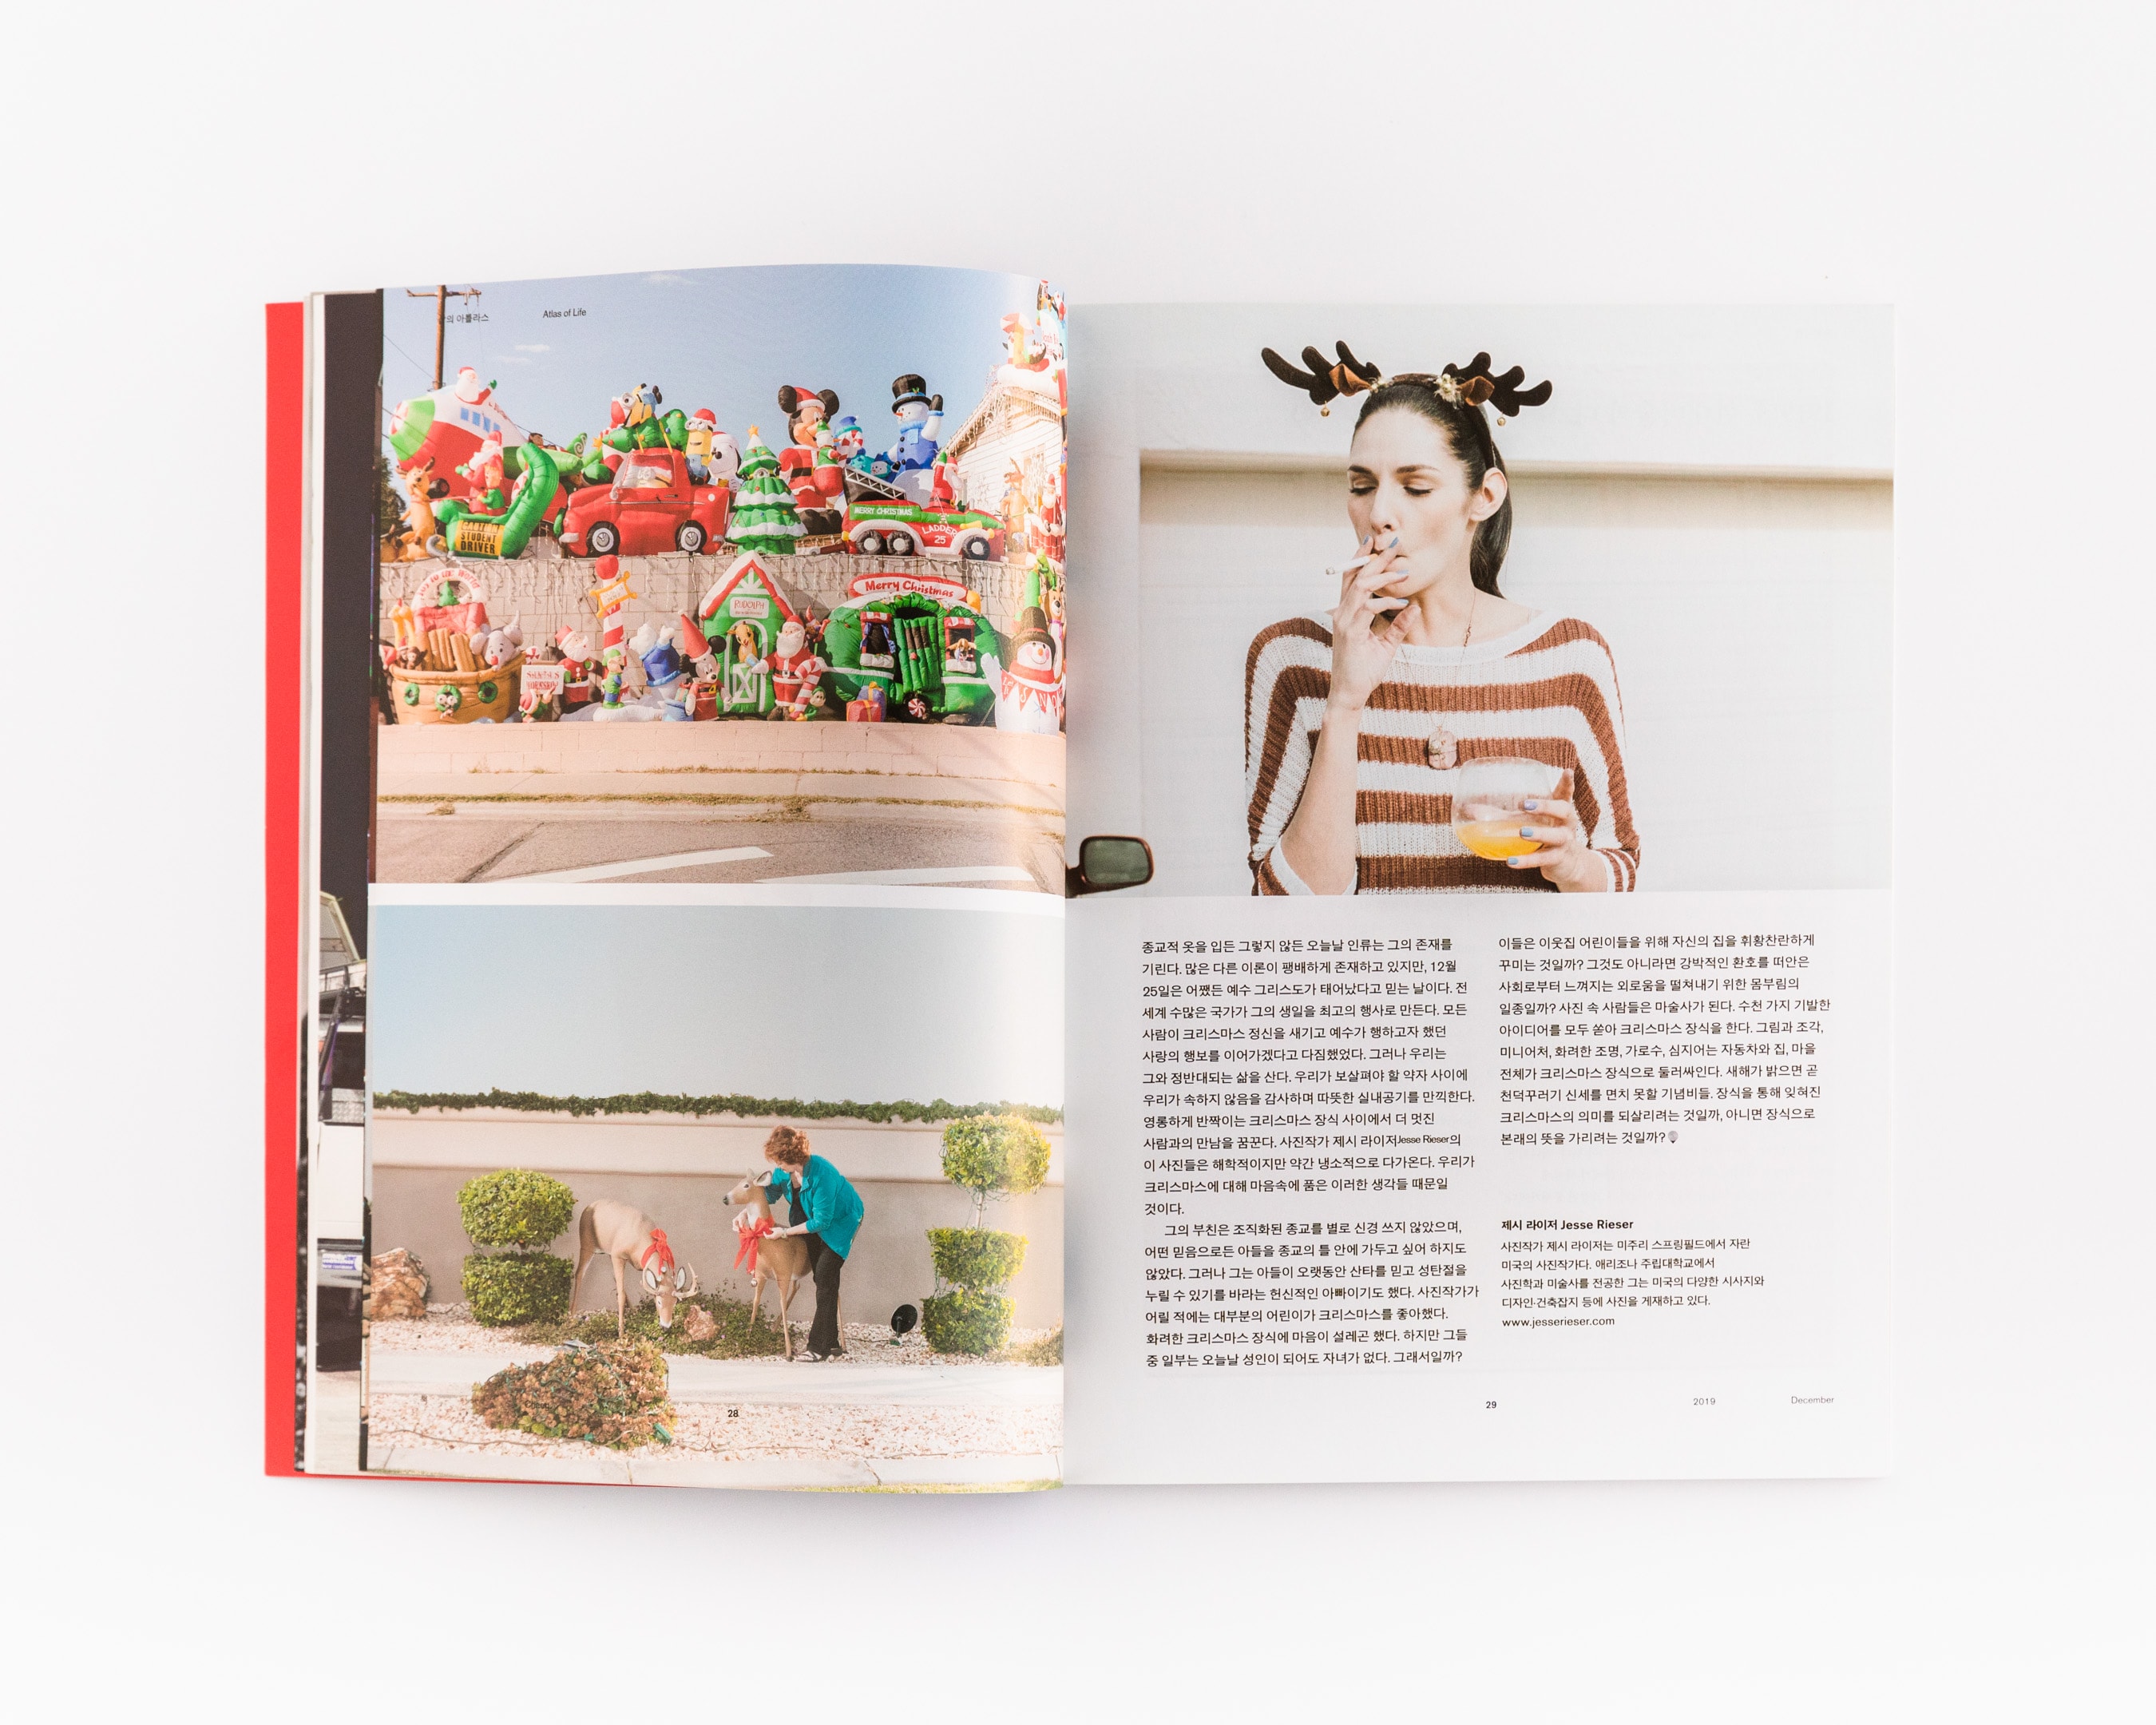 의 아틀라스
Atlas of Life
CAUTION
STUDENT
DRIVER
MERRY CHRISTMAS
LADDER
25
Merry Christmas
RUDOLPH
SANTA'S
28
종교적 옷을 입든 그렇지 않든 오늘날 인류는 그의 존재를
기린다. 많은 다른 이론이 팽배하게 존재하고 있지만, 12월
25일은 어쨌든 예수 그리스도가 태어났다고 믿는 날이다. 전
세계 수많은 국가가 그의 생일을 최고의 행사로 만든다. 모든
사람이 크리스마스 정신을 새기고 예수가 행하고자 했던
사랑의 행보를 이어가겠다고 다짐했었다. 그러나 우리는
그와 정반대되는 삶을 산다. 우리가 보살펴야 할 약자 사이에
우리가 속하지 않음을 감사하며 따뜻한 실내공기를 만끽한다.
영롱하게 반짝이는 크리스마스 장식 사이에서 더 멋진
사람과의 만남을 꿈꾼다. 사진작가 제시 라이저Jesse Rieser의
이 사진들은 해학적이지만 약간 냉소적으로 다가온다. 우리가
크리스마스에 대해 마음속에 품은 이러한 생각들 때문일
것이다.
그의 부친은 조직화된 종교를 별로 신경 쓰지 않았으며,
어떤 믿음으로든 아들을 종교의 틀 안에 가두고 싶어 하지도
않았다. 그러나 그는 아들이 오랫동안 산타를 믿고 성탄절을
누릴 수 있기를 바라는 헌신적인 아빠이기도 했다. 사진작가가
어릴 적에는 대부분의 어린이가 크리스마스를 좋아했다.
화려한 크리스마스 장식에 마음이 설레곤 했다. 하지만 그들
중 일부는 오늘날 성인이 되어도 자녀가 없다. 그래서일까?
이들은 이웃집 어린이들을 위해 자신의 집을 휘황찬란하게
꾸미는 것일까? 그것도 아니라면 강박적인 환호를 떠안은
사회로부터 느껴지는 외로움을 떨쳐내기 위한 몸부림의
일종일까? 사진 속 사람들은 마술사가 된다. 수천 가지 기발한
아이디어를 모두 쏟아 크리스마스 장식을 한다. 그림과 조각,
미니어처, 화려한 조명, 가로수, 심지어는 자동차와 집, 마을
전체가 크리스마스 장식으로 둘러싸인다. 새해가 밝으면 곧
천덕꾸러기 신세를 면치 못할 기념비들. 장식을 통해 잊혀진
크리스마스의 의미를 되살리려는 것일까, 아니면 장식으로
본래의 뜻을 가리려는 것일까?
제시 라이저 Jesse Rieser
사진작가 제시 라이저는 미주리 스프링필드에서 자란
미국의 사진작가다. 애리조나 주립대학교에서
사진학과 미술사를 전공한 그는 미국의 다양한 시사지와
디자인·건축잡지 등에 사진을 게재하고 있다.
www.jesserieser.com
29
2019
December